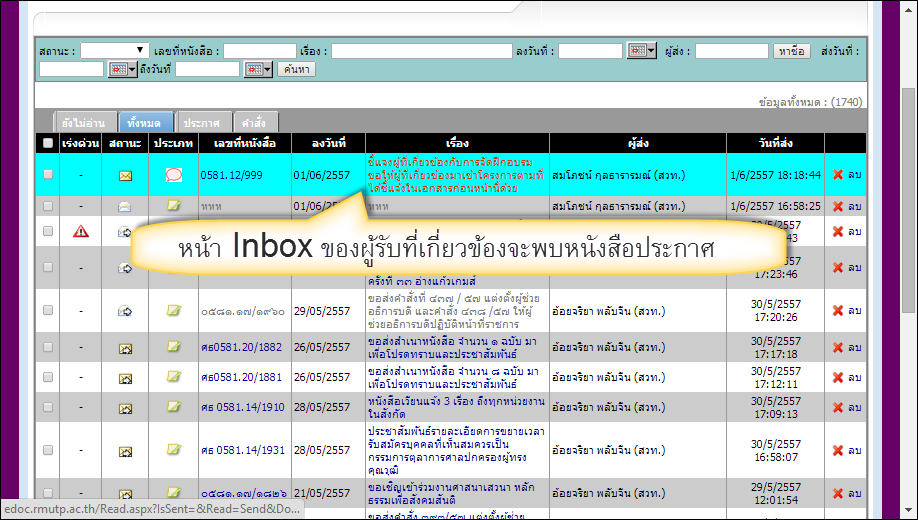 สถานะ : เลขที่หนังสือ : เรื่อง : ลงวันที่ : ผู้ส่ง : หาชื่อ ส่งวันที่ :
ถึงวันที่ ค้นหา
ข้อมูลทั้งหมด : (1740)
ยังไม่อ่าน ทั้งหมด ประกาศ คำสั่ง
เร่งด่วน สถานะ ประเภท เลขที่หนังสือ ลงวันที่ เรื่อง ผู้ส่ง วันที่ส่ง
ชี้แจงผู้ที่เกี่ยวข้องกับการจัดฝึกอบรม
- 0581.12/999 01/06/2557 ขอให้ผู้ที่เกี่ยวข้องมาเข้าโครงการตามที่ สมโภชน์ กุลธารารมณ์ (สวท.) 1/6/2557 18:18:44 ลบ
ได้ชี้แจงในเอกสารก่อนหน้านี้ด้วย
- หหห 01/06/2557 หหห สมโภชน์ กุลธารารมณ์ (สวท.) 1/6/2557 16:58:25 ลบ
30/5/2557
ลบ
43
หน้า Inbox ของผู้รับที่เกี่ยวข้องจะพบหนังสือประกาศ
- ลบ
17:23:46
ครั้งที่ ๓๓ อ่างแก้วเกมส์
ขอส่งคำสั่งที่ ๔๓๗ / ๕๗ แต่งตั้งผู้ช่วย
- ๐๕๘๑.๑๗/๑๙๖๐ 29/05/2557 อธิการบดี และคำสั่ง ๔๓๘ /๕๗ ให้ผู้ อ้อยจริยา พลับจีน (สวท.) 30/5/2557 17:20:26 ลบ
ช่วยอธิการบดีปฏิบัติหน้าที่ราชการ
- ศธ0581.20/1882 26/05/2557 ขอส่งสำเนาหนังสือ จำนวน ๑ ฉบับ มา อ้อยจริยา พลับจีน (สวท.) 30/5/2557 17:17:18 ลบ
เพื่อโปรดทราบและประชาสัมพันธ์
- ศธ0581.20/1881 26/05/2557 ขอส่งสำเนาหนังสือ จำนวน ๘ ฉบับ มา อ้อยจริยา พลับจีน (สวท.) 30/5/2557 17:12:11 ลบ
เพื่อโปรดทราบและประชาสัมพันธ์
- ศธ 0581.14/1910 28/05/2557 หนังสือเวียนแจ้ง 3 เรื่อง ถึงทุกหน่วยงาน อ้อยจริยา พลับจีน (สวท.) 30/5/2557 17:09:13 ลบ
ในสังกัด
ประชาสัมพันธ์รายละเอียดการขยายเวลา
- ศธ 0581.14/1931 28/05/2557 รับสมัครบุคคลที่เห็นสมควรเป็น อ้อยจริยา พลับจีน (สวท.) 30/5/2557 16:58:07 ลบ
กรรมการตุลาการศาลปกครองผู้ทรง
คุณวุฒิ
- ๐๕๘๑.๑๗/๑๘๒๖ 21/05/2557 ขอเชิญเข้าร่วมงานศาสนาเสวนา หลัก อ้อยจริยา พลับจีน (สวท.) 29/5/2557 12:01:54 ลบ
ธรรมเพื่อสังคมสันติ
ขอส่งคำสั่ง ๓๙๓/๕๗ แต่งตั้งผู้ช่วย
edoc.rmutp.ac.th/Read.aspx?IsSent=&Read=Send&Do...